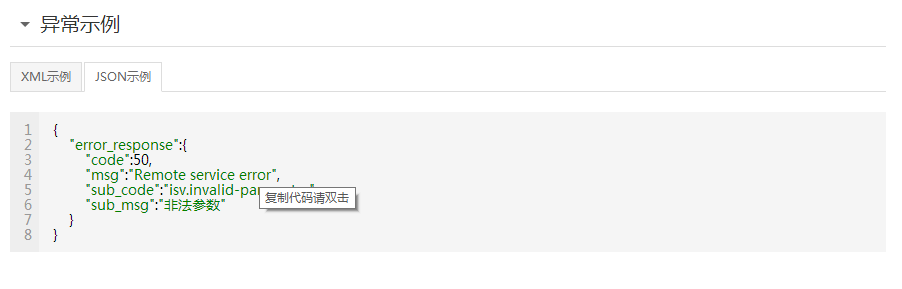 异常示例
XML示例 JSON示例
1 {
2 "error_response":{
3 "code":50,
4 "msg":"Remote service error",
5 "sub_code":"isv.invalid-par
复制代码请双击
6 "sub_msg":"非法参数"
7 }
8 }